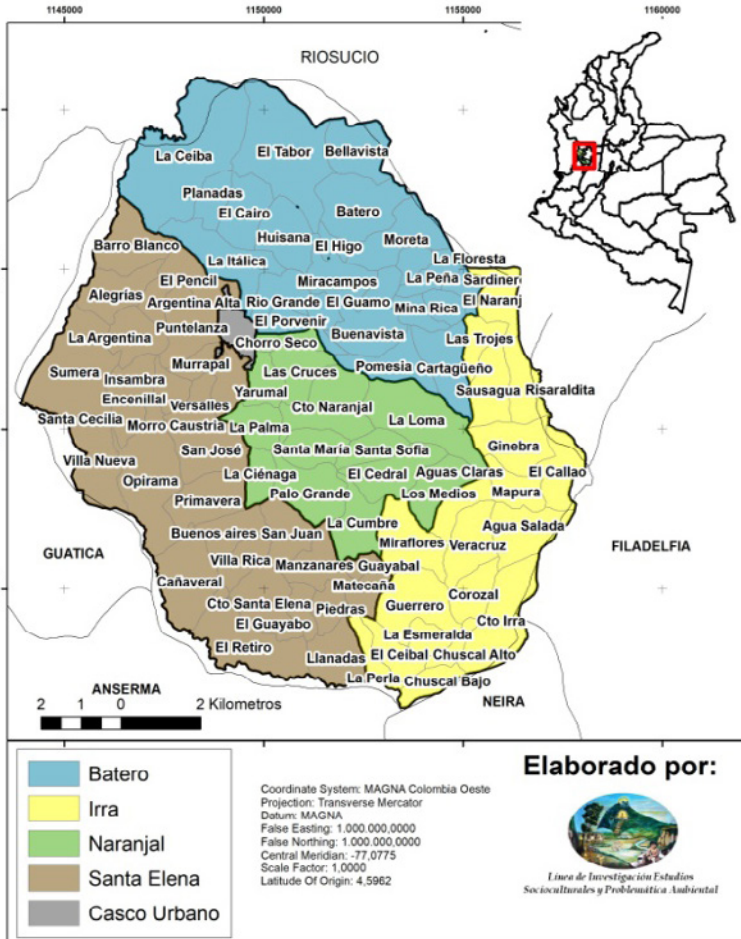 1145000 1150000 1155000 1160000
RIOSUCIO
La Ceiba El Tabor Bellavista
Planadas
El Cairo Batero
Huisana El Higo Moreta
Barro Blanco
La Itálica La Floresta
El Pencil Miracampos La Peña Sardiner
Alegrías Argentina Alta Rio Grande El Guamo Mina Rica El Naranj
El Porvenir
Puntelanza Buenavista
La Argentina Chorro Seco Las Trojes
Murrapal
Sumera Las Cruces Pomesia Cartagüeño
Insambra
Encenillal Yarumal Sausagua Risaraldita
Versalles Cto Naranjal
Santa Cecilia La Loma
Morro Caustria La Palma
San José Santa María Santa Sofia Ginebra
Villa Nueva
Opirama La Ciénaga El Cedral Aguas Claras El Callao
Primavera Palo Grande Los Medios Mapura
La Cumbre Agua Salada
Buenos aires San Juan Miraflores Veracruz
GUATICA FILADELFIA
Villa Rica Manzanares Guayabal
Cañaveral Matecaña
Cto Santa Elena Piedras Guerrero Corozal
El Guayabo Cto Irra
La Esmeralda
El Retiro Llanadas El Ceibal Chuscal Alto
La Perla Chuscal Bajo
ANSERMA NEIRA
2 1 0 2 Kilometros
Batero
Irra
Naranjal
Santa Elena
Casco Urbano
Coordinate System: MAGNA Colombia Oeste
Projection: Transverse Mercator
Datum: MAGNA
False Easting: 1.000.000,0000
False Northing: 1.000.000,0000
Central Meridian: -77,0775
Scale Factor: 1,0000
Latitude Of Origin: 4,5962
Elaborado por:
Línea de Investigación Estudios
Socioculturales y Problemática Ambiental